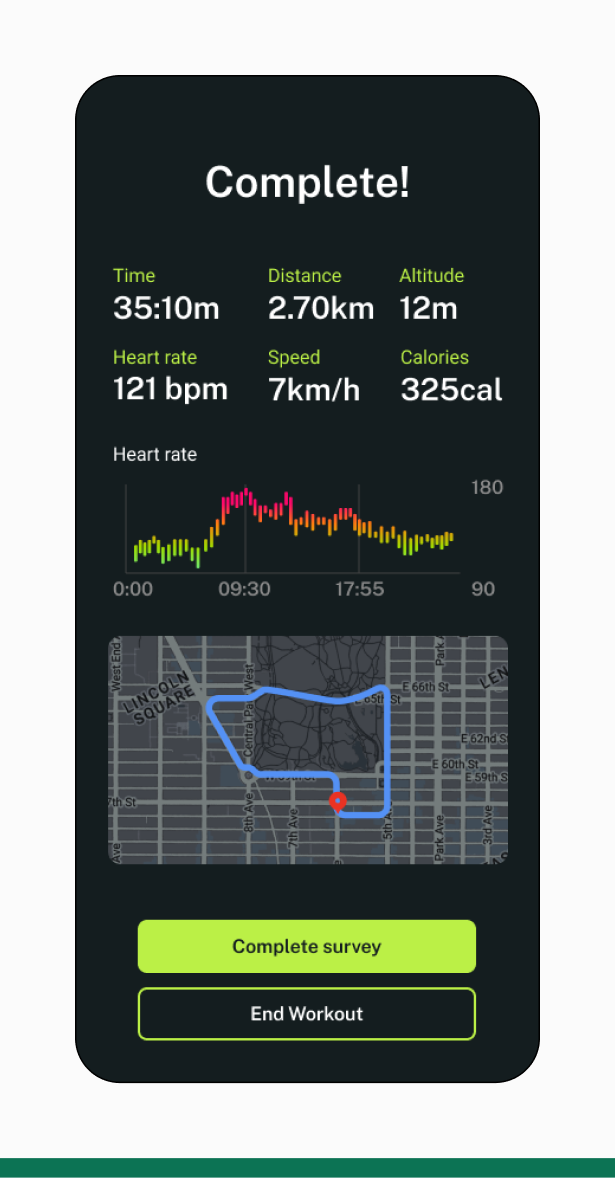 Complete!
Time Distance Altitude
35:10m 2.70km 12m
Heart rate Speed Calories
121 bpm 7km/h 325cal
Heart rate
180
0:00 09:30 17:55 90
West End A
Central Park West
Park A
LEN
LINCOLN
SQUARE
E 66th St
E 65th St
E 62nd S
E 60th St
E 59th S
7th St
8th Ave
7th Ave
5th A
Park Ave
3rd Ave
Ave
Complete survey
End Workout